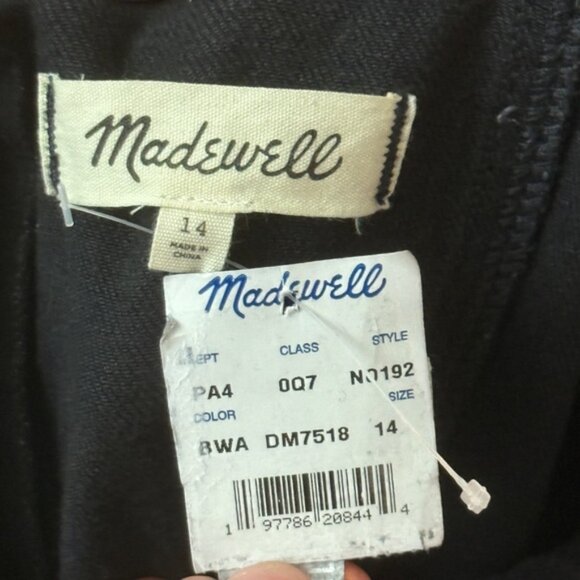 Madewell
14
MADE IN
CHINA
Madewell
DEPT CLASS STYLE
PA4 0Q7 N0192
COLOR SIZE
BWA DM7518 14
1 97786 20844 4